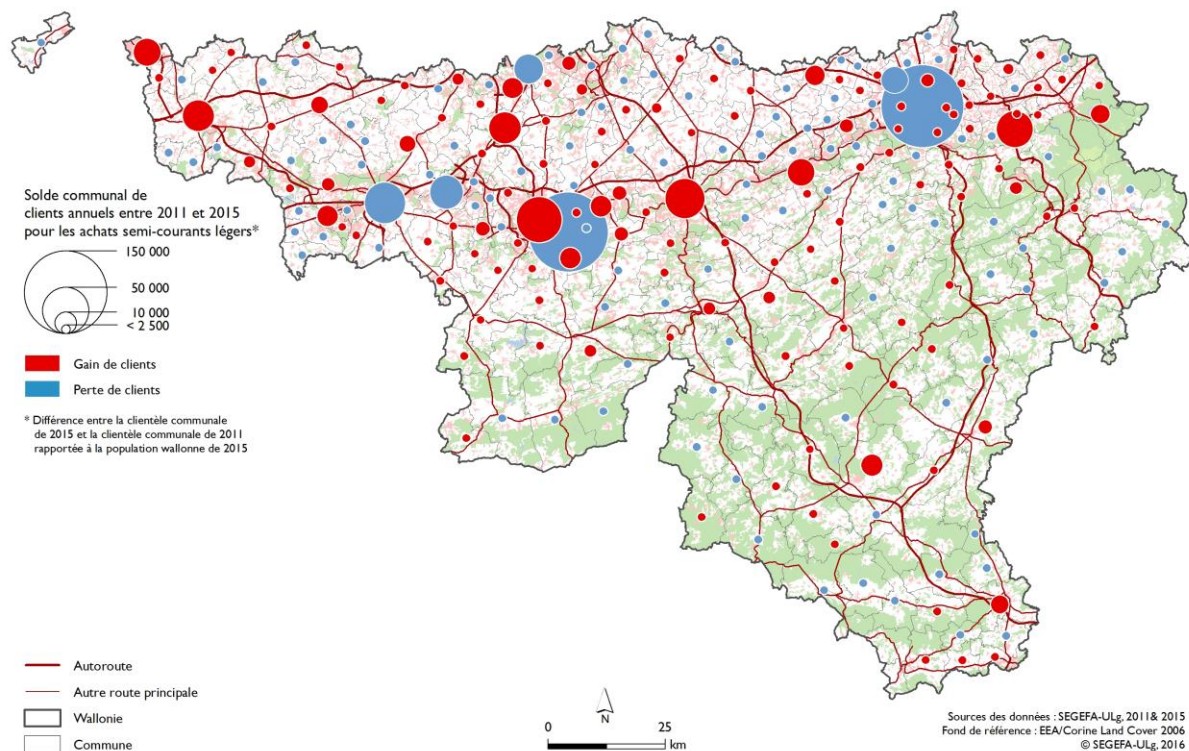 Solde communal de
clients annuels entre 2011 et 2015
pour les achats semi-courants légers*
150 000
50 000
10 000
< 2 500
Gain de clients
Perte de clients
* Différence entre la clientèle communale
de 2015 et la clientèle communale de 2011
rapportée á la population wallonne de 2015
Autoroute
Autre route principale
Wallonie
Commune
N
0 25
km
Sources des données : SEGEFA-ULg, 2011& 2015
Fond de référence : EEA/Corine Land Cover 2006
© SEGEFA-ULg, 2016